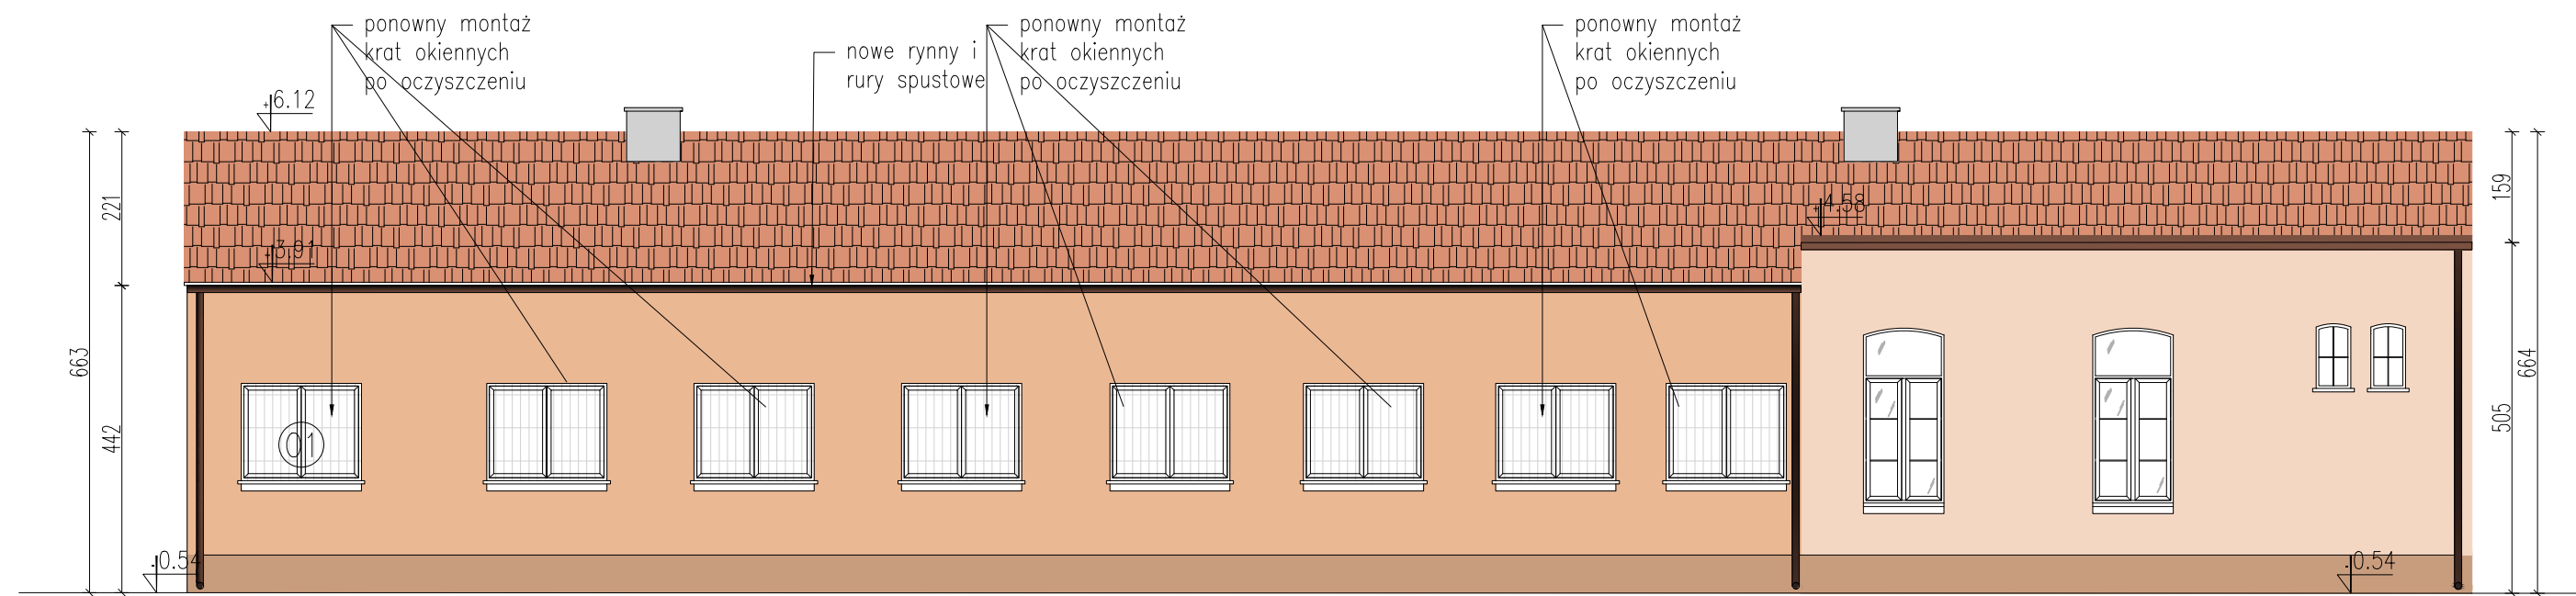 ponowny montaż
krat okiennych
po oczyszczeniu
nowe rynny i
rury spustowe
ponowny montaż
krat okiennych
po oczyszczeniu
ponowny montaż
krat okiennych
po oczyszczeniu
+6.12
221
+3.91
663
442
01
-0.54
+4.58
159
664
505
-0.54